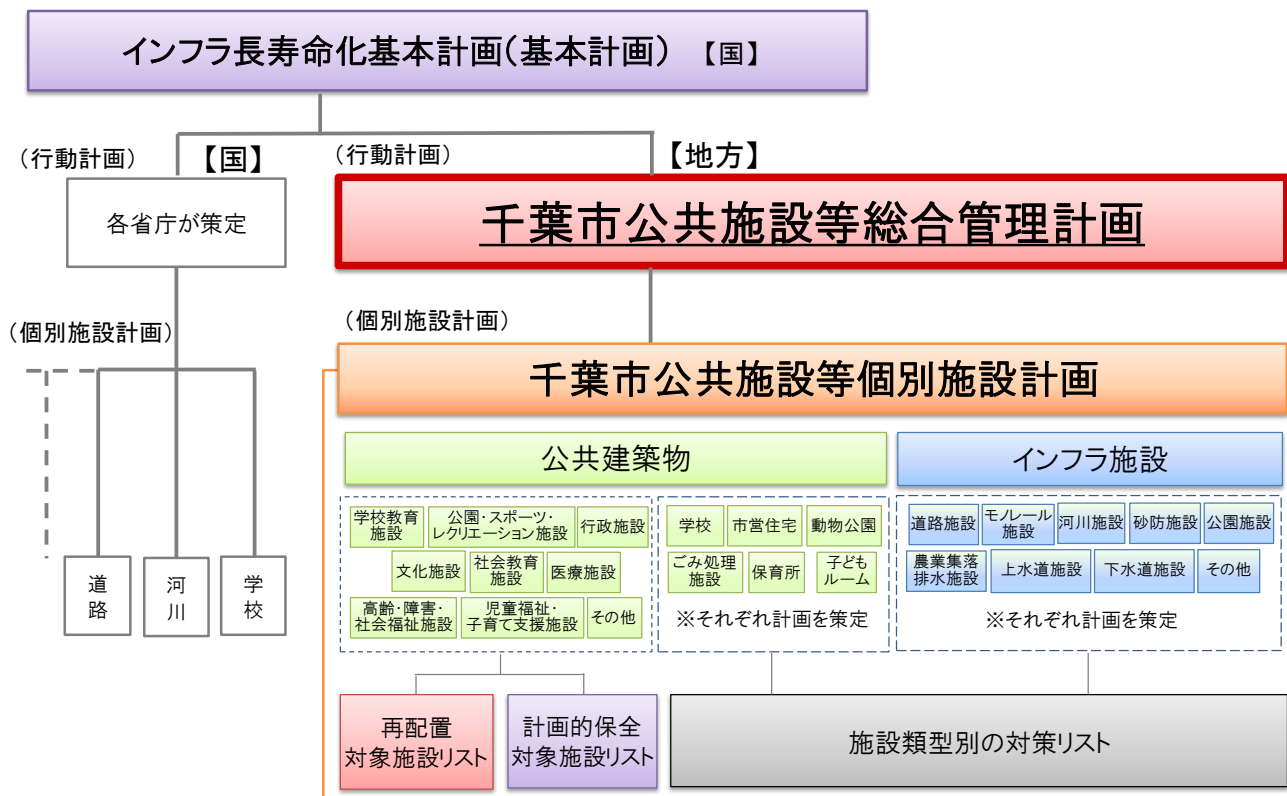 インフラ長寿命化基本計画(基本計画) 【国】
(行動計画)
【国】
(行動計画)
【地方】
各省庁が策定
千葉市公共施設等総合管理計画
(個別施設計画)
(個別施設計画)
千葉市公共施設等個別施設計画
公共建築物
インフラ施設
学校教育
施設
公園・スポーツ・
レクリエーション施設
行政施設
文化施設
社会教育
施設
医療施設
高齢・障害・
社会福祉施設
児童福祉・
子育て支援施設
その他
学校
市営住宅
動物公園
ごみ処理
施設
保育所
子ども
ルーム
※それぞれ計画を策定
道路施設
モノレール
施設
河川施設
砂防施設
公園施設
農業集落
排水施設
上水道施設
下水道施設
その他
※それぞれ計画を策定
道路
河川
学校
再配置
対象施設リスト
計画的保全
対象施設リスト
施設類型別の対策リスト